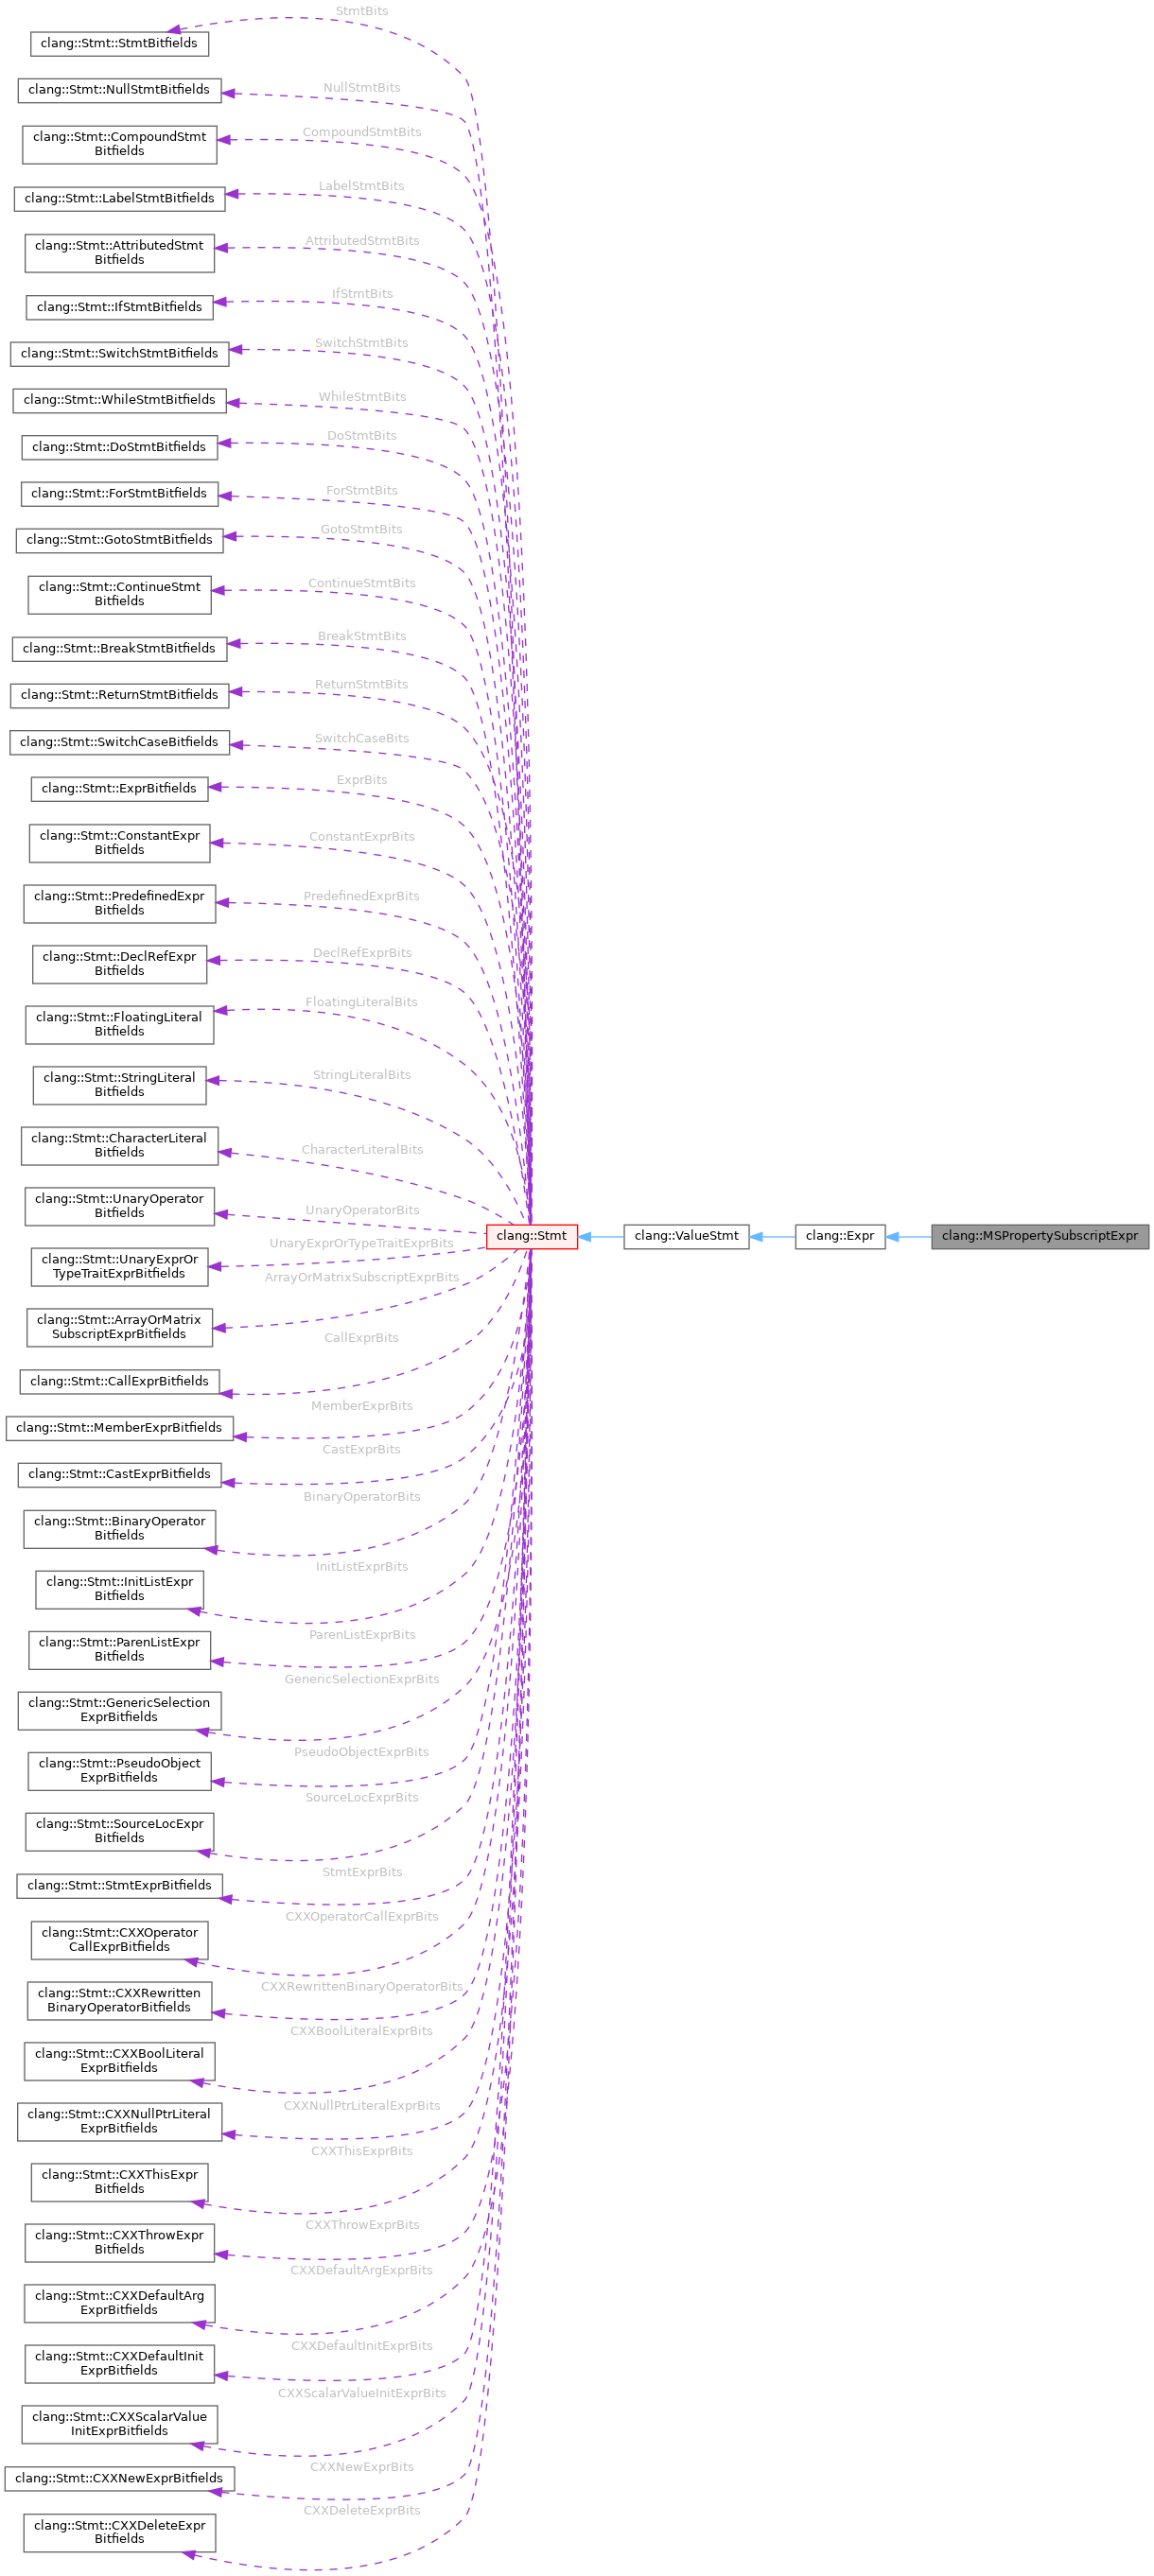 StmtBits
clang::Stmt::StmtBitfields
NullStmtBits
clang::Stmt::NullStmtBitfields
CompoundStmtBits
clang::Stmt::CompoundStmt
Bitfields
LabelStmtBits
clang::Stmt::LabelStmtBitfields
AttributedStmtBits
clang::Stmt::AttributedStmt
Bitfields
IfStmtBits
clang::Stmt::IfStmtBitfields
SwitchStmtBits
clang::Stmt::SwitchStmtBitfields
WhileStmtBits
clang::Stmt::WhileStmtBitfields
DoStmtBits
clang::Stmt::DoStmtBitfields
ForStmtBits
clang::Stmt::ForStmtBitfields
GotoStmtBits
clang::Stmt::GotoStmtBitfields
ContinueStmtBits
clang::Stmt::ContinueStmt
Bitfields
BreakStmtBits
clang::Stmt::BreakStmtBitfields
ReturnStmtBits
clang::Stmt::ReturnStmtBitfields
SwitchCaseBits
clang::Stmt::SwitchCaseBitfields
ExprBits
clang::Stmt::ExprBitfields
ConstantExprBits
clang::Stmt::ConstantExpr
Bitfields
PredefinedExprBits
clang::Stmt::PredefinedExpr
Bitfields
DeclRefExprBits
clang::Stmt::DeclRefExpr
Bitfields
FloatingLiteralBits
clang::Stmt::FloatingLiteral
Bitfields
StringLiteralBits
clang::Stmt::StringLiteral
Bitfields
CharacterLiteralBits
clang::Stmt::CharacterLiteral
Bitfields
UnaryOperatorBits
clang::Stmt::UnaryOperator
Bitfields
clang::Stmt
clang::ValueStmt
clang::Expr
clang::MSPropertySubscriptExpr
UnaryExprOrTypeTraitExprBits
clang::Stmt::UnaryExprOr
TypeTraitExprBitfields
ArrayOrMatrixSubscriptExprBits
clang::Stmt::ArrayOrMatrix
SubscriptExprBitfields
CallExprBits
clang::Stmt::CallExprBitfields
MemberExprBits
clang::Stmt::MemberExprBitfields
CastExprBits
clang::Stmt::CastExprBitfields
BinaryOperatorBits
clang::Stmt::BinaryOperator
Bitfields
InitListExprBits
clang::Stmt::InitListExpr
Bitfields
ParenListExprBits
clang::Stmt::ParenListExpr
Bitfields
GenericSelectionExprBits
clang::Stmt::GenericSelection
ExprBitfields
PseudoObjectExprBits
clang::Stmt::PseudoObject
ExprBitfields
SourceLocExprBits
clang::Stmt::SourceLocExpr
Bitfields
StmtExprBits
clang::Stmt::StmtExprBitfields
CXXOperatorCallExprBits
clang::Stmt::CXXOperator
CallExprBitfields
CXXRewrittenBinaryOperatorBits
clang::Stmt::CXXRewritten
BinaryOperatorBitfields
CXXBoolLiteralExprBits
clang::Stmt::CXXBoolLiteral
ExprBitfields
CXXNullPtrLiteralExprBits
clang::Stmt::CXXNullPtrLiteral
ExprBitfields
CXXThisExprBits
clang::Stmt::CXXThisExpr
Bitfields
CXXThrowExprBits
clang::Stmt::CXXThrowExpr
Bitfields
CXXDefaultArgExprBits
clang::Stmt::CXXDefaultArg
ExprBitfields
CXXDefaultInitExprBits
clang::Stmt::CXXDefaultInit
ExprBitfields
CXXScalarValueInitExprBits
clang::Stmt::CXXScalarValue
InitExprBitfields
CXXNewExprBits
clang::Stmt::CXXNewExprBitfields
CXXDeleteExprBits
clang::Stmt::CXXDeleteExpr
Bitfields